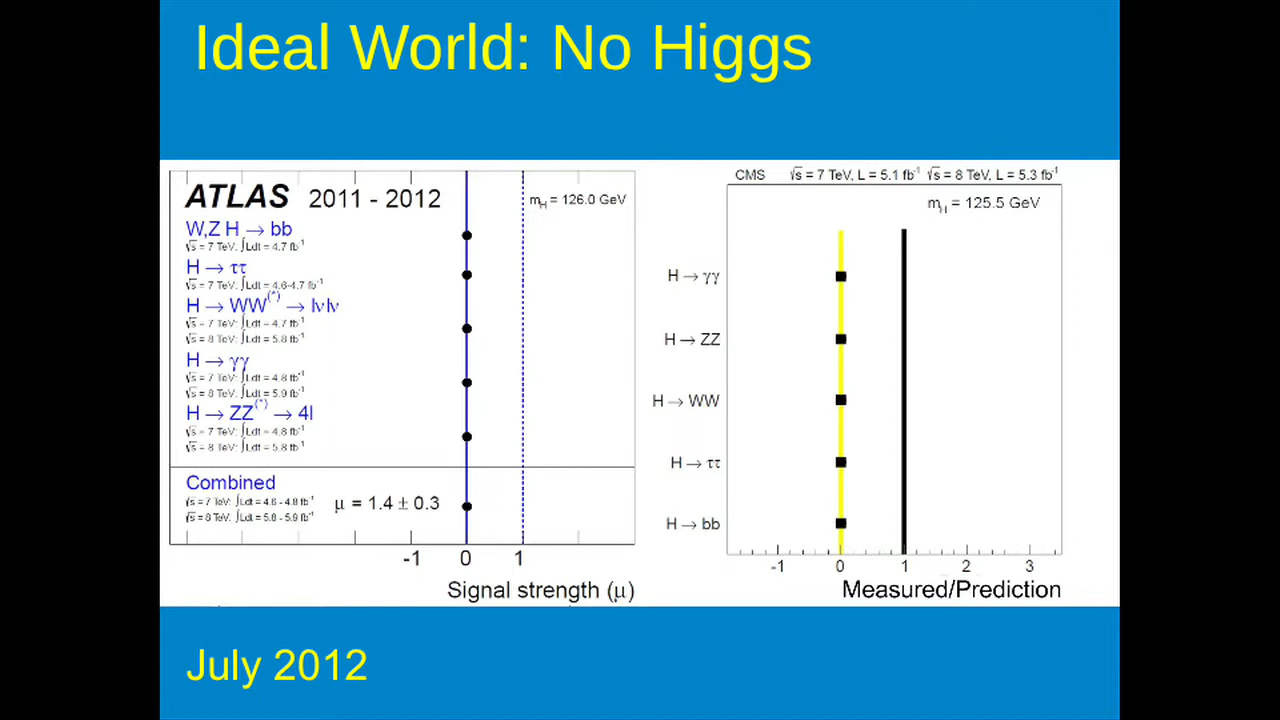 Ideal World: No Higgs
ATLAS 2011 - 2012
m_H = 126.0 GeV
W,Z H → bb
√s = 7 TeV: ∫Ldt = 4.7 fb⁻¹
H → ττ
√s = 7 TeV: ∫Ldt = 4.6-4.7 fb⁻¹
H → WW⁽*⁾ → lνlν
√s = 7 TeV: ∫Ldt = 4.7 fb⁻¹
√s = 8 TeV: ∫Ldt = 5.8 fb⁻¹
H → γγ
√s = 7 TeV: ∫Ldt = 4.8 fb⁻¹
√s = 8 TeV: ∫Ldt = 5.9 fb⁻¹
H → ZZ⁽*⁾ → 4l
√s = 7 TeV: ∫Ldt = 4.8 fb⁻¹
√s = 8 TeV: ∫Ldt = 5.8 fb⁻¹
Combined
√s = 7 TeV: ∫Ldt = 4.6 - 4.8 fb⁻¹
√s = 8 TeV: ∫Ldt = 5.8 - 5.9 fb⁻¹
μ = 1.4 ± 0.3
-1 0 1
Signal strength (μ)
CMS √s = 7 TeV, L = 5.1 fb⁻¹ √s = 8 TeV, L = 5.3 fb⁻¹
m_H = 125.5 GeV
H → γγ
H → ZZ
H → WW
H → ττ
H → bb
-1 0 1 2 3
Measured/Prediction
July 2012